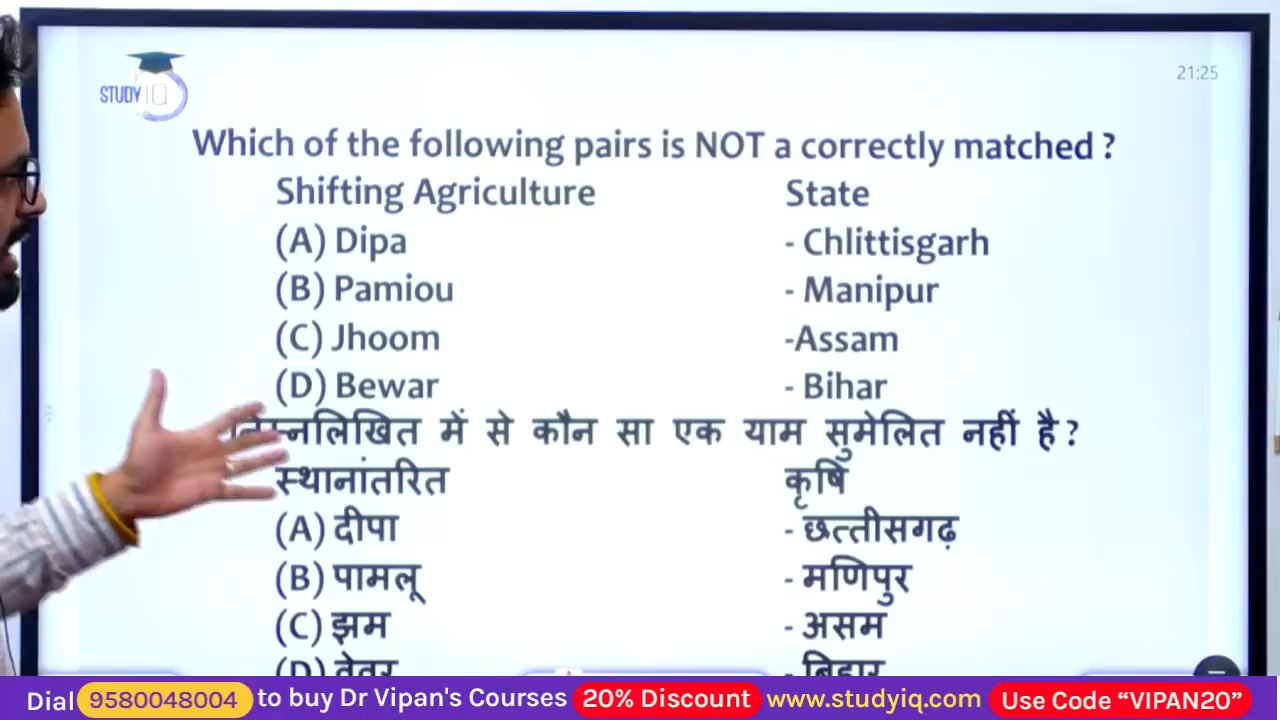 STUDY IQ
21:25
Which of the following pairs is NOT a correctly matched ?
Shifting Agriculture State
(A) Dipa - Chlittisgarh
(B) Pamiou - Manipur
(C) Jhoom -Assam
(D) Bewar - Bihar
में से कौन सा एक याम सुमेलित नहीं है ?
स्थानांतरित कृषि
(A) दीपा - छत्तीसगढ़
(B) पामलू - मणिपुर
(C) झम - असम
(D) - बिहार
Dial 9580048004 to buy Dr Vipan's Courses 20% Discount www.studyiq.com Use Code “VIPAN20”